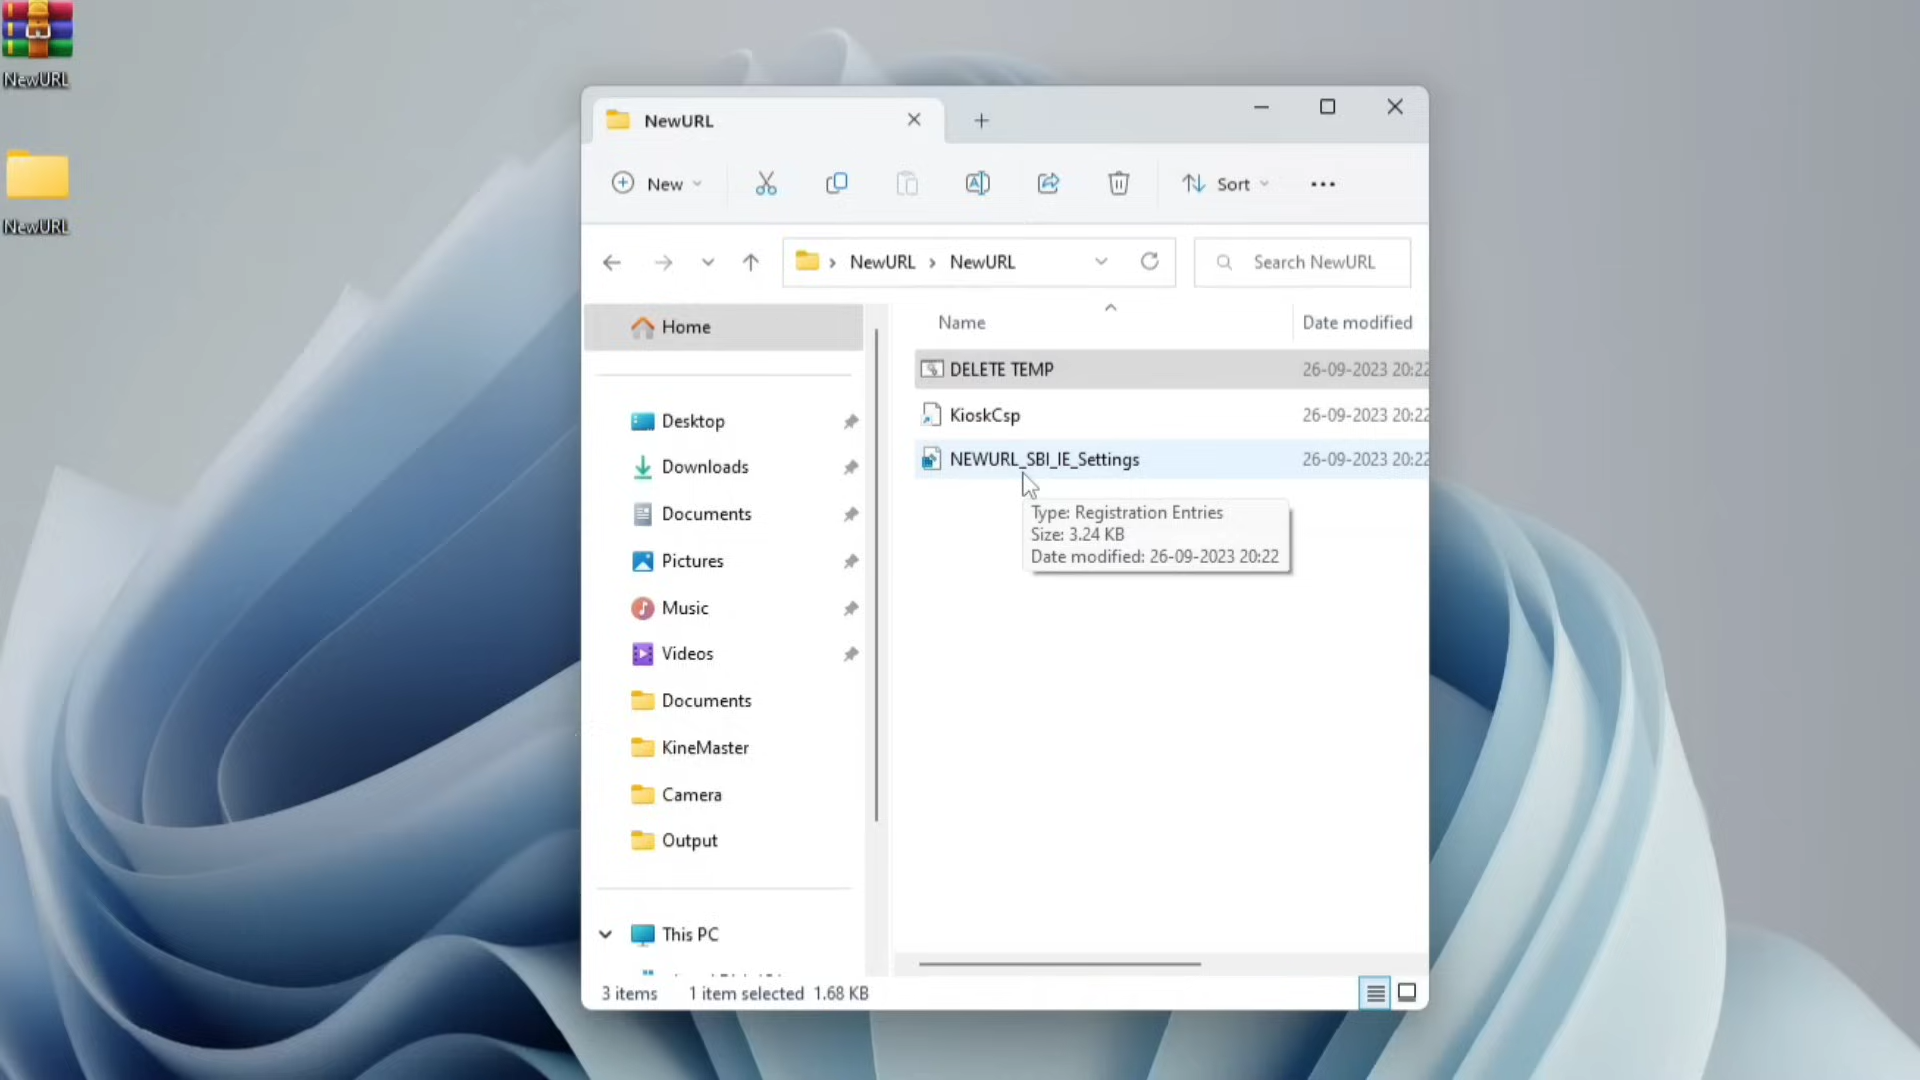 NewURL
NewURL
NewURL
New
Sort
NewURL
NewURL
Search NewURL
Home
Desktop
Downloads
Documents
Pictures
Music
Videos
Documents
KineMaster
Camera
Output
This PC
Name
Date modified
DELETE TEMP
26-09-2023 20:22
KioskCsp
26-09-2023 20:22
NEWURL_SBI_IE_Settings
26-09-2023 20:22
Type: Registration Entries
Size: 3.24 KB
Date modified: 26-09-2023 20:22
3 items
1 item selected 1.68 KB